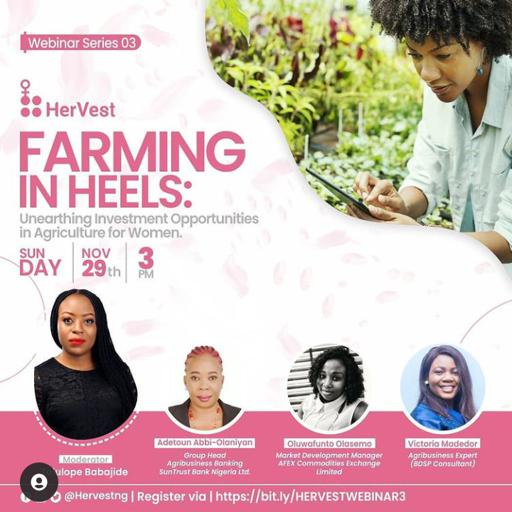 Webinar Series 03
HerVest
FARMING
IN HEELS:
Unearthing Investment Opportunities
in Agriculture for Women.
SUN
DAY
NOV
29th
3
PM
Moderator
Babajide
Adetoun Abbi-Olaniyan
Group Head
Agribusiness Banking
SunTrust Bank Nigeria Ltd.
Oluwafunto Olasemo
Market Development Manager
AFEX Commodities Exchange
Limited
Victoria Madedor
Agribusiness Expert
(BDSP Consultant)
@Hervestng | Register via | https://bit.ly/HERVESTWEBINAR3